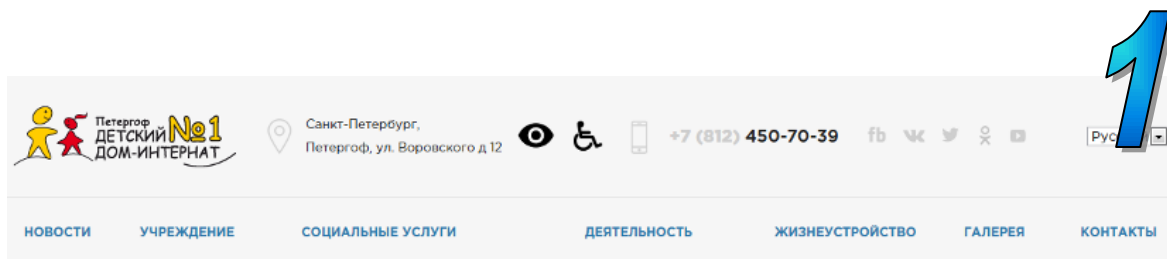 1
Петергоф
ДЕТСКИЙ №1
ДОМ-ИНТЕРНАТ
Санкт-Петербург,
Петергоф, ул. Воровского д 12
+7 (812) 450-70-39
fb
НОВОСТИ УЧРЕЖДЕНИЕ СОЦИАЛЬНЫЕ УСЛУГИ ДЕЯТЕЛЬНОСТЬ ЖИЗНЕУСТРОЙСТВО ГАЛЕРЕЯ КОНТАКТЫ